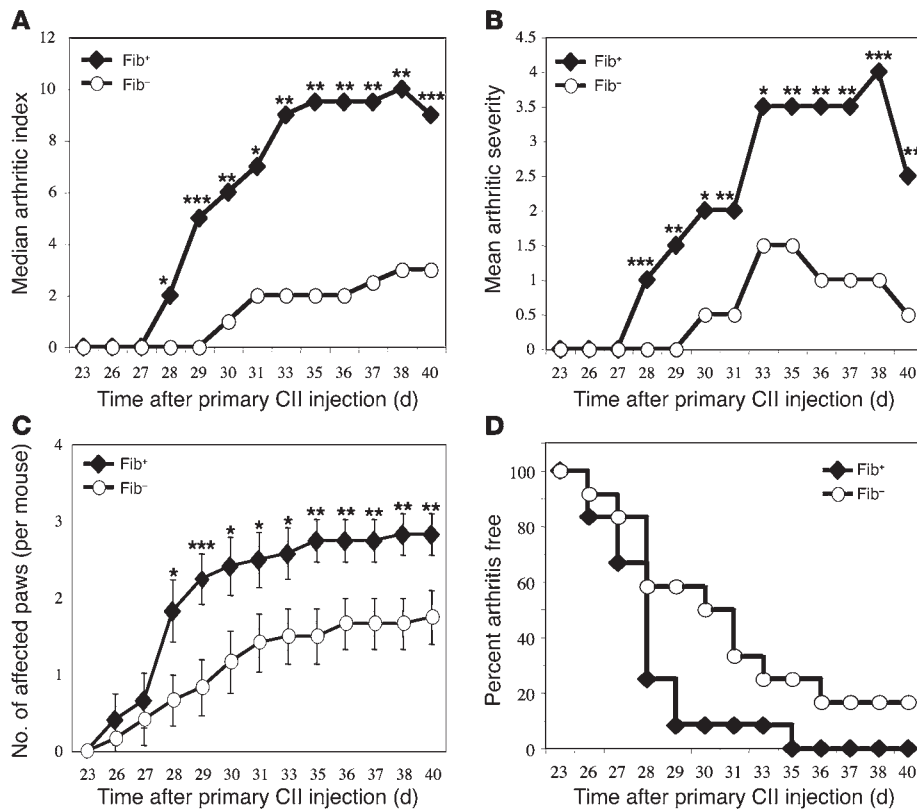 A
Median arthritic index
12
10
8
6
4
2
0
Fib+
Fib−
*
***
**
*
**
**
**
**
**
***
23 26 27 28 29 30 31 33 35 36 37 38 40
Time after primary CII injection (d)
B
Mean arthritic severity
4.5
4
3.5
3
2.5
2
1.5
1
0.5
0
Fib+
Fib−
***
**
*
**
*
**
**
**
***
**
23 26 27 28 29 30 31 33 35 36 37 38 40
Time after primary CII injection (d)
C
No. of affected paws (per mouse)
4
3
2
1
0
Fib+
Fib−
*
***
*
*
*
**
**
**
**
**
23 26 27 28 29 30 31 33 35 36 37 38 40
Time after primary CII injection (d)
D
Percent arthritis free
100
80
60
40
20
0
Fib+
Fib−
23 26 27 28 29 30 31 33 35 36 37 38 40
Time after primary CII injection (d)